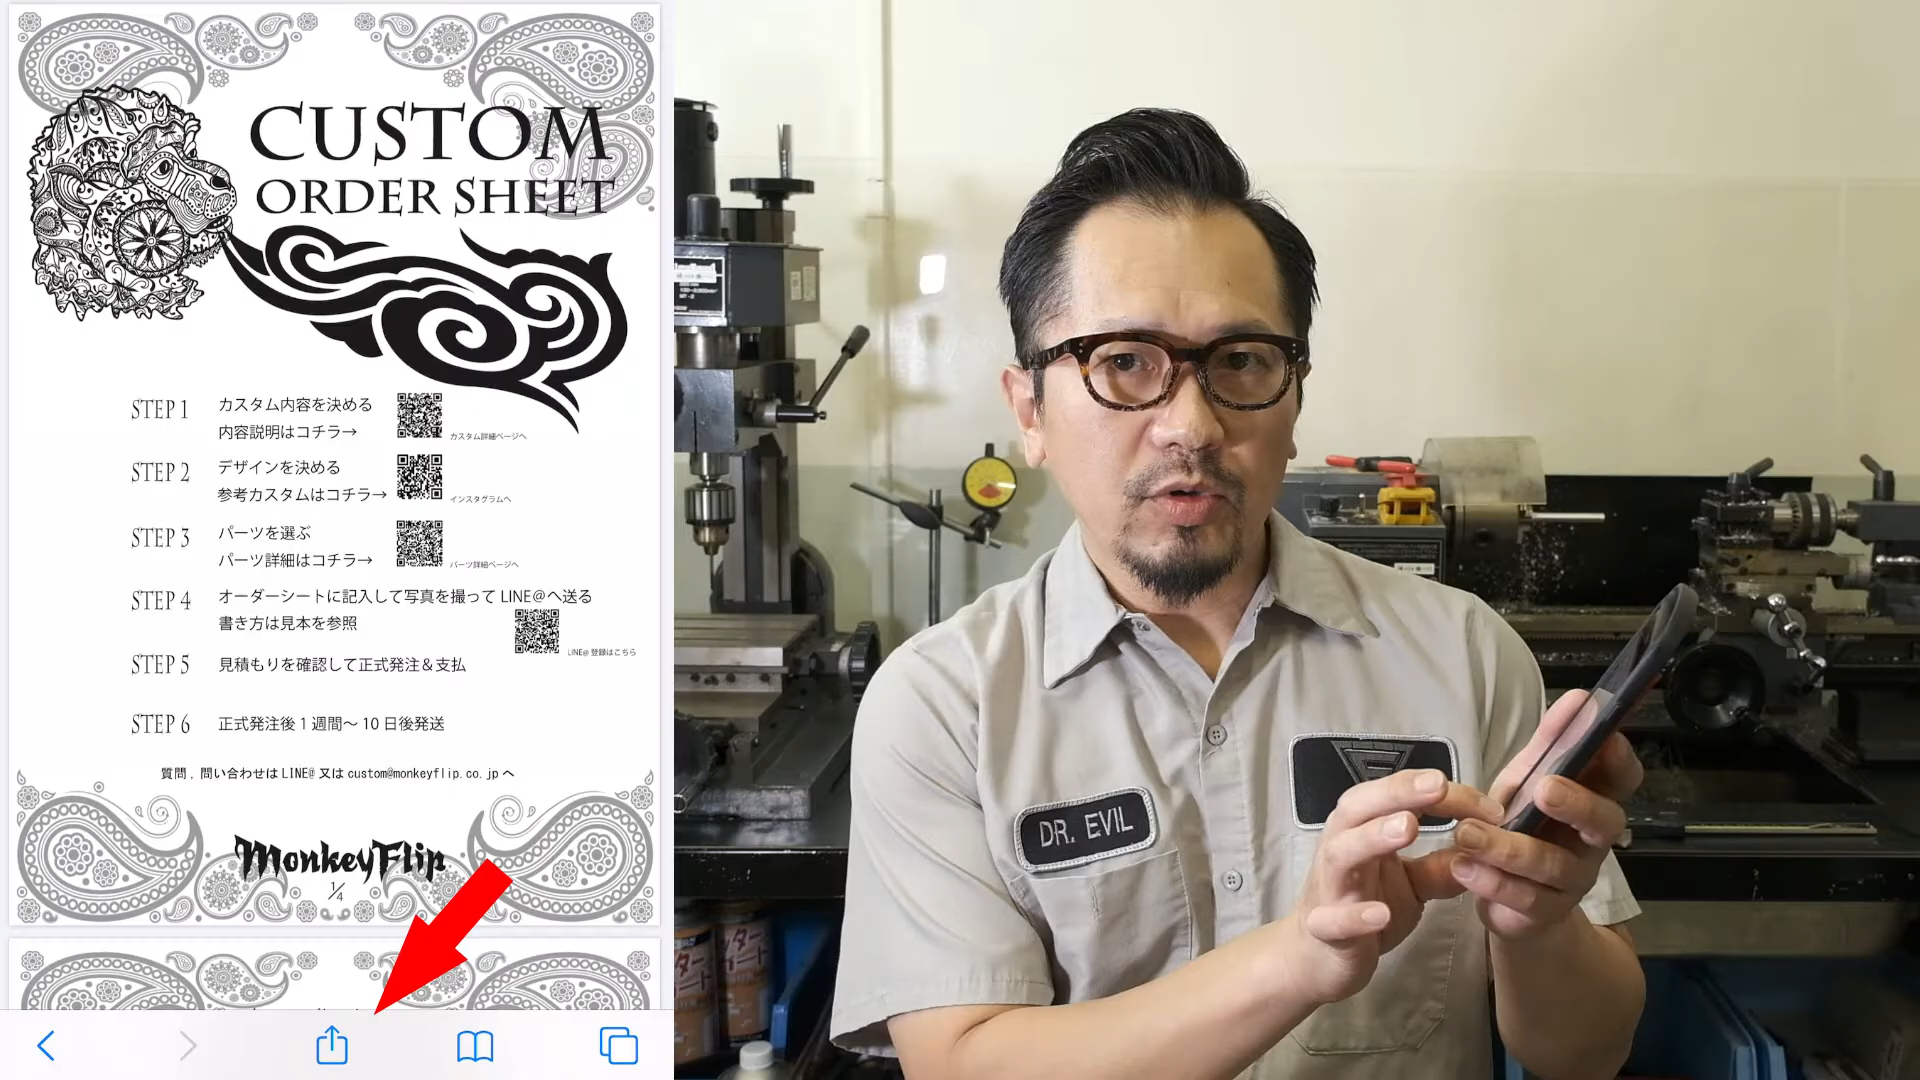 CUSTOM
ORDER SHEET
STEP 1
カスタム内容を決める
内容説明はコチラ→
カスタム詳細ページへ
STEP 2
デザインを決める
参考カスタムはコチラ→
インスタグラムへ
STEP 3
パーツを選ぶ
パーツ詳細はコチラ→
パーツ詳細ページへ
STEP 4
オーダーシートに記入して写真を撮って LINE@へ送る
書き方は見本を参照
LINE@ 登録はこちら
STEP 5
見積もりを確認して正式発注＆支払
STEP 6
正式発注後 1 週間～ 10 日後発送
質問 , 問い合わせは LINE@ 又は custom@monkeyflip.co.jp へ
MonkeyFlip
1/4
DR. EVIL